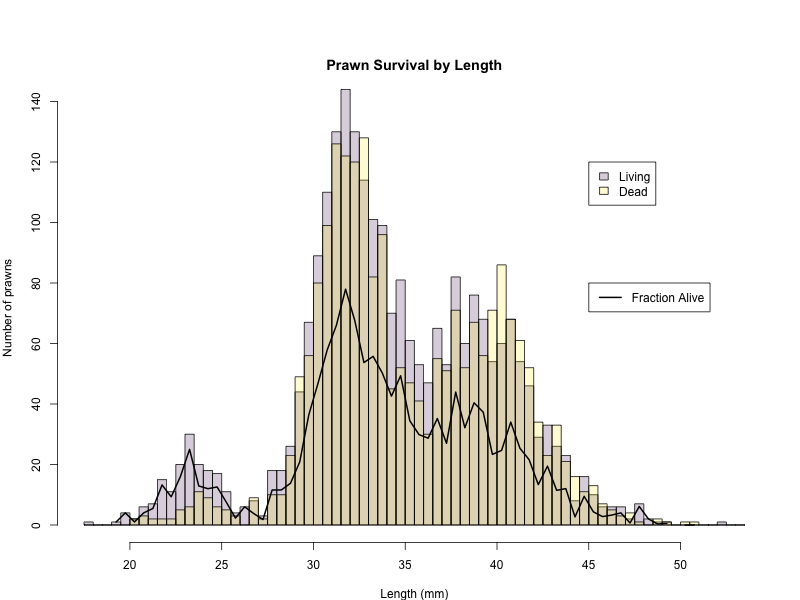 Prawn Survival by Length
Number of prawns
140
120
100
80
60
40
20
0
Living
Dead
Fraction Alive
20 25 30 35 40 45 50
Length (mm)